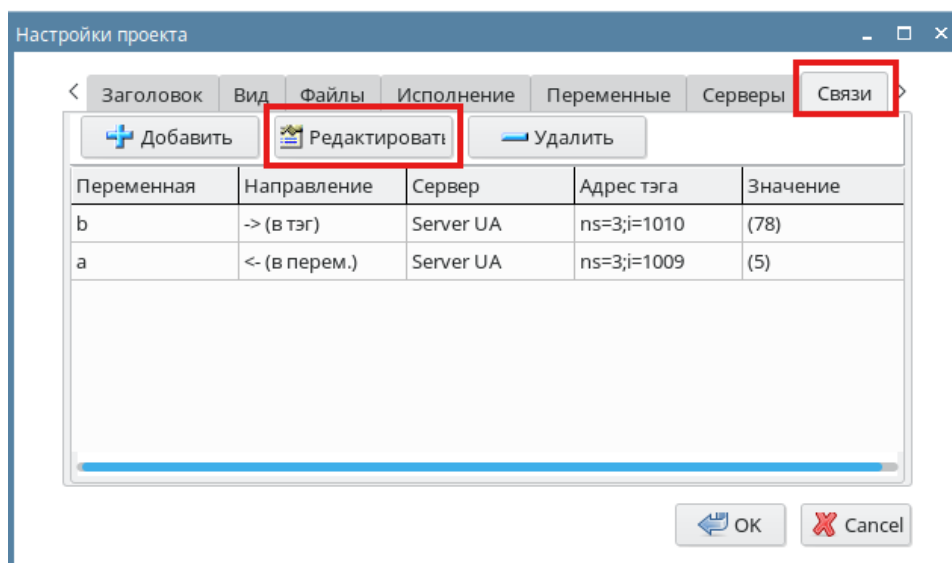 Настройки проекта
Заголовок Вид Файлы Исполнение Переменные Серверы Связи
Добавить Редактировать Удалить
Переменная Направление Сервер Адрес тэга Значение
b -> (в тэг) Server UA ns=3;i=1010 (78)
a <- (в перем.) Server UA ns=3;i=1009 (5)
OK Cancel